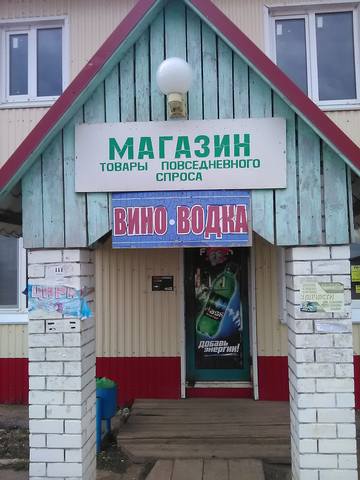 МАГАЗИН
ТОВАРЫ ПОВСЕДНЕВНОГО
СПРОСА
ВИНО·ВОДКА
ДОБАВЬ
ЭНЕРГИИ!